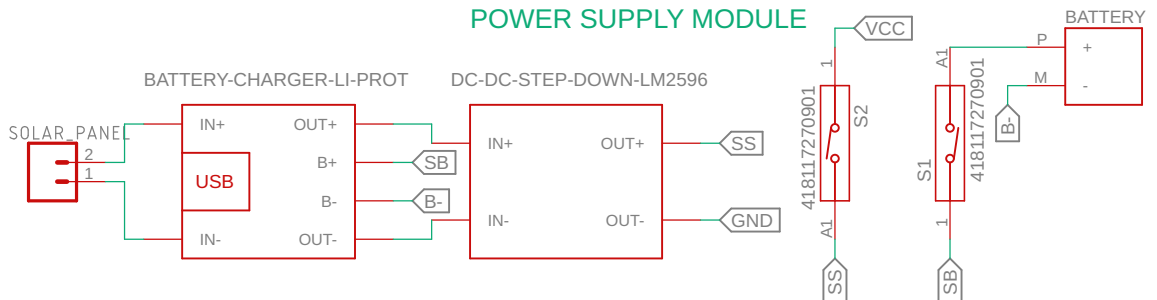 POWER SUPPLY MODULE
BATTERY
VCC
P
+
M
-
B-
A1
418117270901
S1
1
SB
1
418117270901
S2
A1
SS
BATTERY-CHARGER-LI-PROT
DC-DC-STEP-DOWN-LM2596
SOLAR_PANEL
2
1
IN+
OUT+
USB
B+
SB
B-
B-
IN-
OUT-
IN+
OUT+
SS
IN-
OUT-
GND